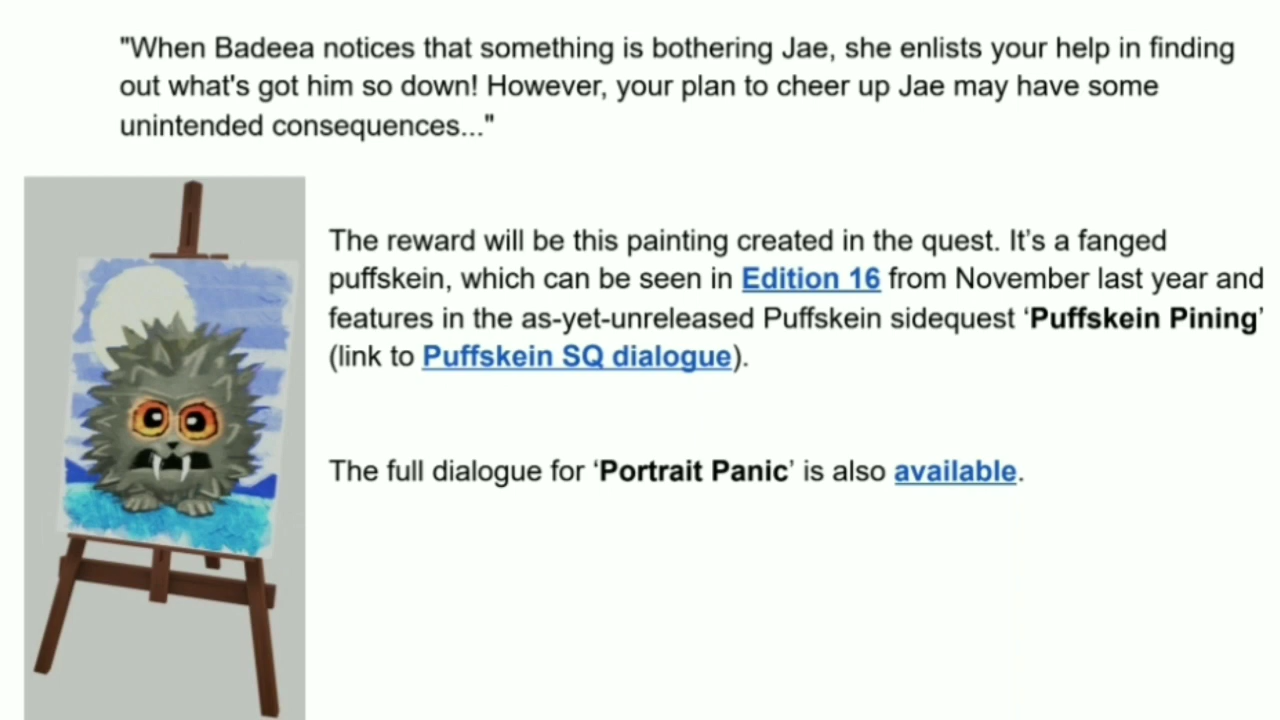 "When Badeea notices that something is bothering Jae, she enlists your help in finding
out what's got him so down! However, your plan to cheer up Jae may have some
unintended consequences..."
The reward will be this painting created in the quest. It’s a fanged
puffskein, which can be seen in Edition 16 from November last year and
features in the as-yet-unreleased Puffskein sidequest ‘Puffskein Pining’
(link to Puffskein SQ dialogue).
The full dialogue for ‘Portrait Panic’ is also available.